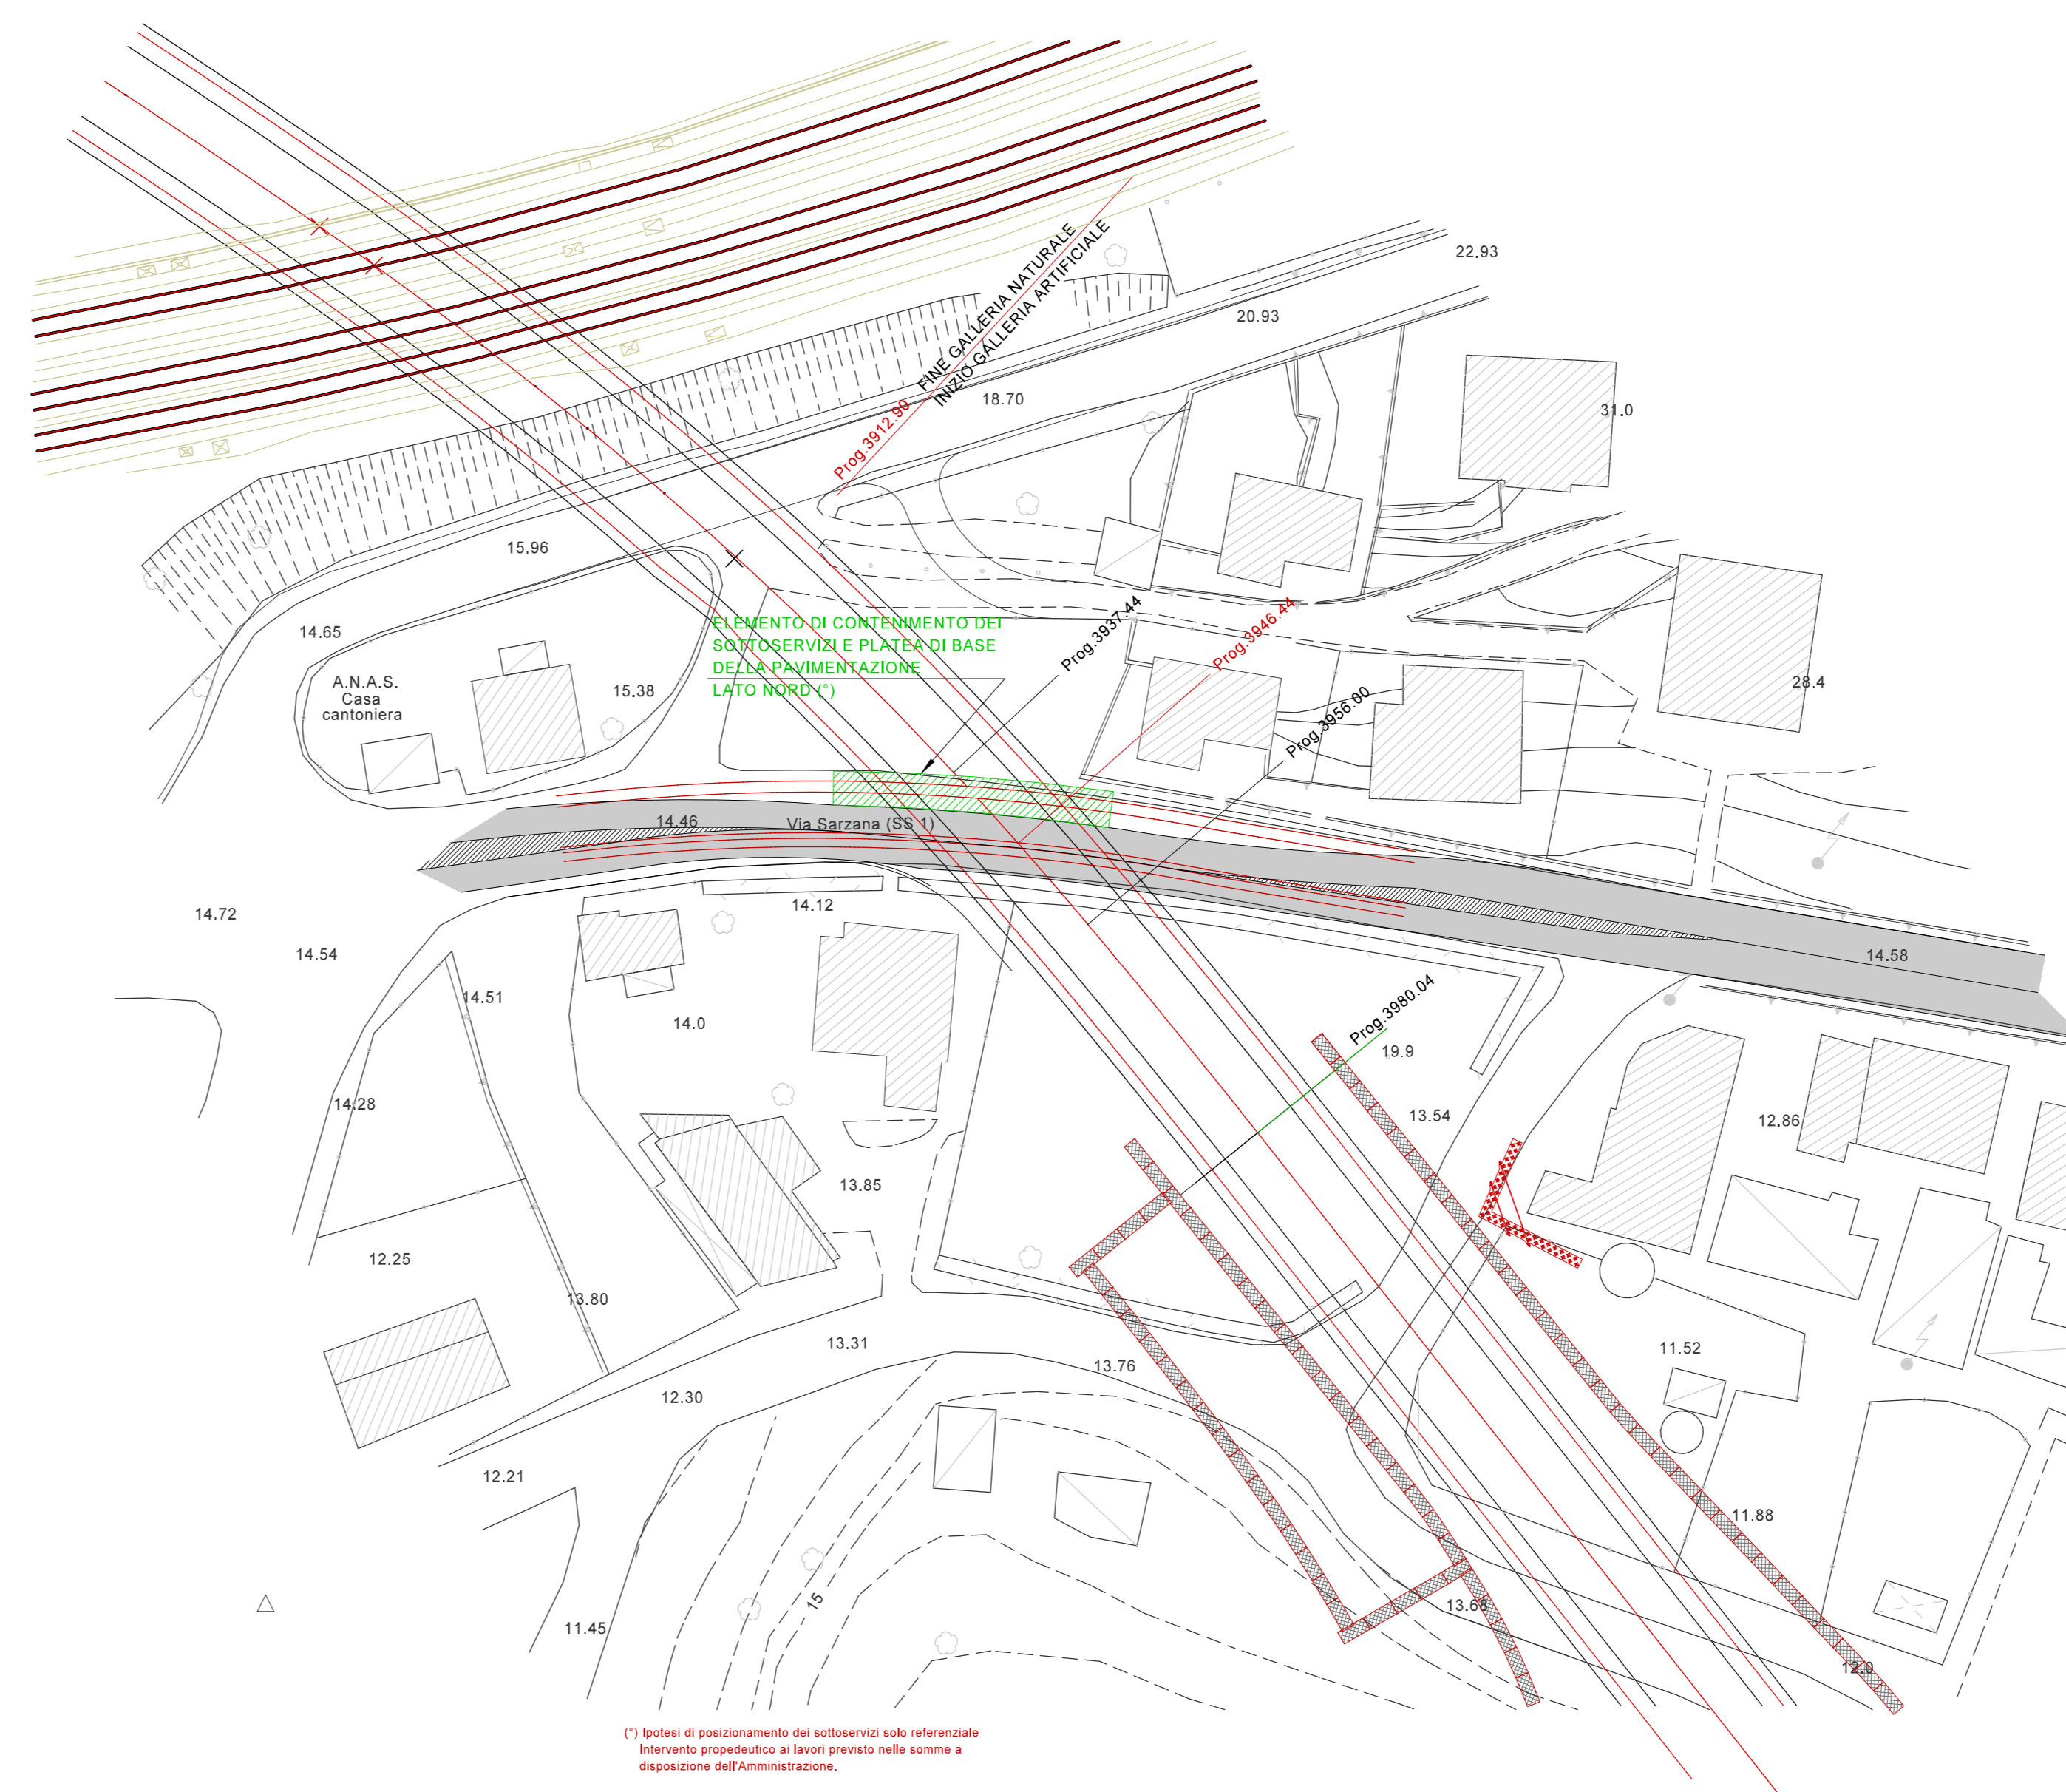 22.93
20.93
FINE GALLERIA NATURALE
INIZIO GALLERIA ARTIFICIALE
18.70
Prog.3912.90
31.0
15.96
14.65
ELEMENTO DI CONTENIMENTO DEI
SOTTOSERVIZI E PLATEA DI BASE
DELLA PAVIMENTAZIONE
LATO NORD (°)
Prog.3937.44
Prog.3946.44
Prog.3956.00
28.4
A.N.A.S.
Casa
cantoniera
15.38
14.46
Via Sarzana (SS 1)
14.12
14.72
14.54
14.58
14.51
14.0
Prog.3980.04
19.9
14.28
13.54
12.86
13.85
12.25
13.80
13.31
13.76
11.52
12.30
12.21
11.88
15
11.45
13.68
12.0
(°) Ipotesi di posizionamento dei sottoservizi solo referenziale
Intervento propedeutico ai lavori previsto nelle somme a
disposizione dell'Amministrazione.